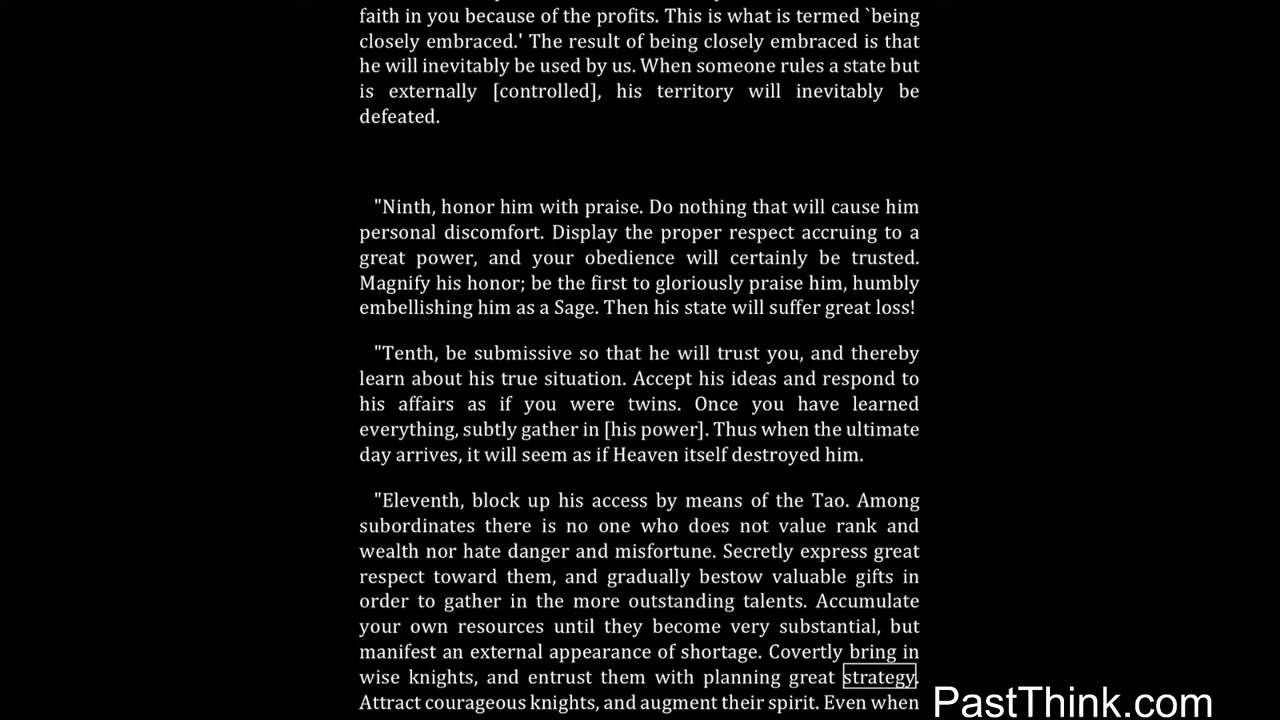 faith in you because of the profits. This is what is termed `being
closely embraced.' The result of being closely embraced is that
he will inevitably be used by us. When someone rules a state but
is externally [controlled], his territory will inevitably be
defeated.
"Ninth, honor him with praise. Do nothing that will cause him
personal discomfort. Display the proper respect accruing to a
great power, and your obedience will certainly be trusted.
Magnify his honor; be the first to gloriously praise him, humbly
embellishing him as a Sage. Then his state will suffer great loss!
"Tenth, be submissive so that he will trust you, and thereby
learn about his true situation. Accept his ideas and respond to
his affairs as if you were twins. Once you have learned
everything, subtly gather in [his power]. Thus when the ultimate
day arrives, it will seem as if Heaven itself destroyed him.
"Eleventh, block up his access by means of the Tao. Among
subordinates there is no one who does not value rank and
wealth nor hate danger and misfortune. Secretly express great
respect toward them, and gradually bestow valuable gifts in
order to gather in the more outstanding talents. Accumulate
your own resources until they become very substantial, but
manifest an external appearance of shortage. Covertly bring in
wise knights, and entrust them with planning great strategy.
Attract courageous knights, and augment their spirit. Even when
PastThink.com